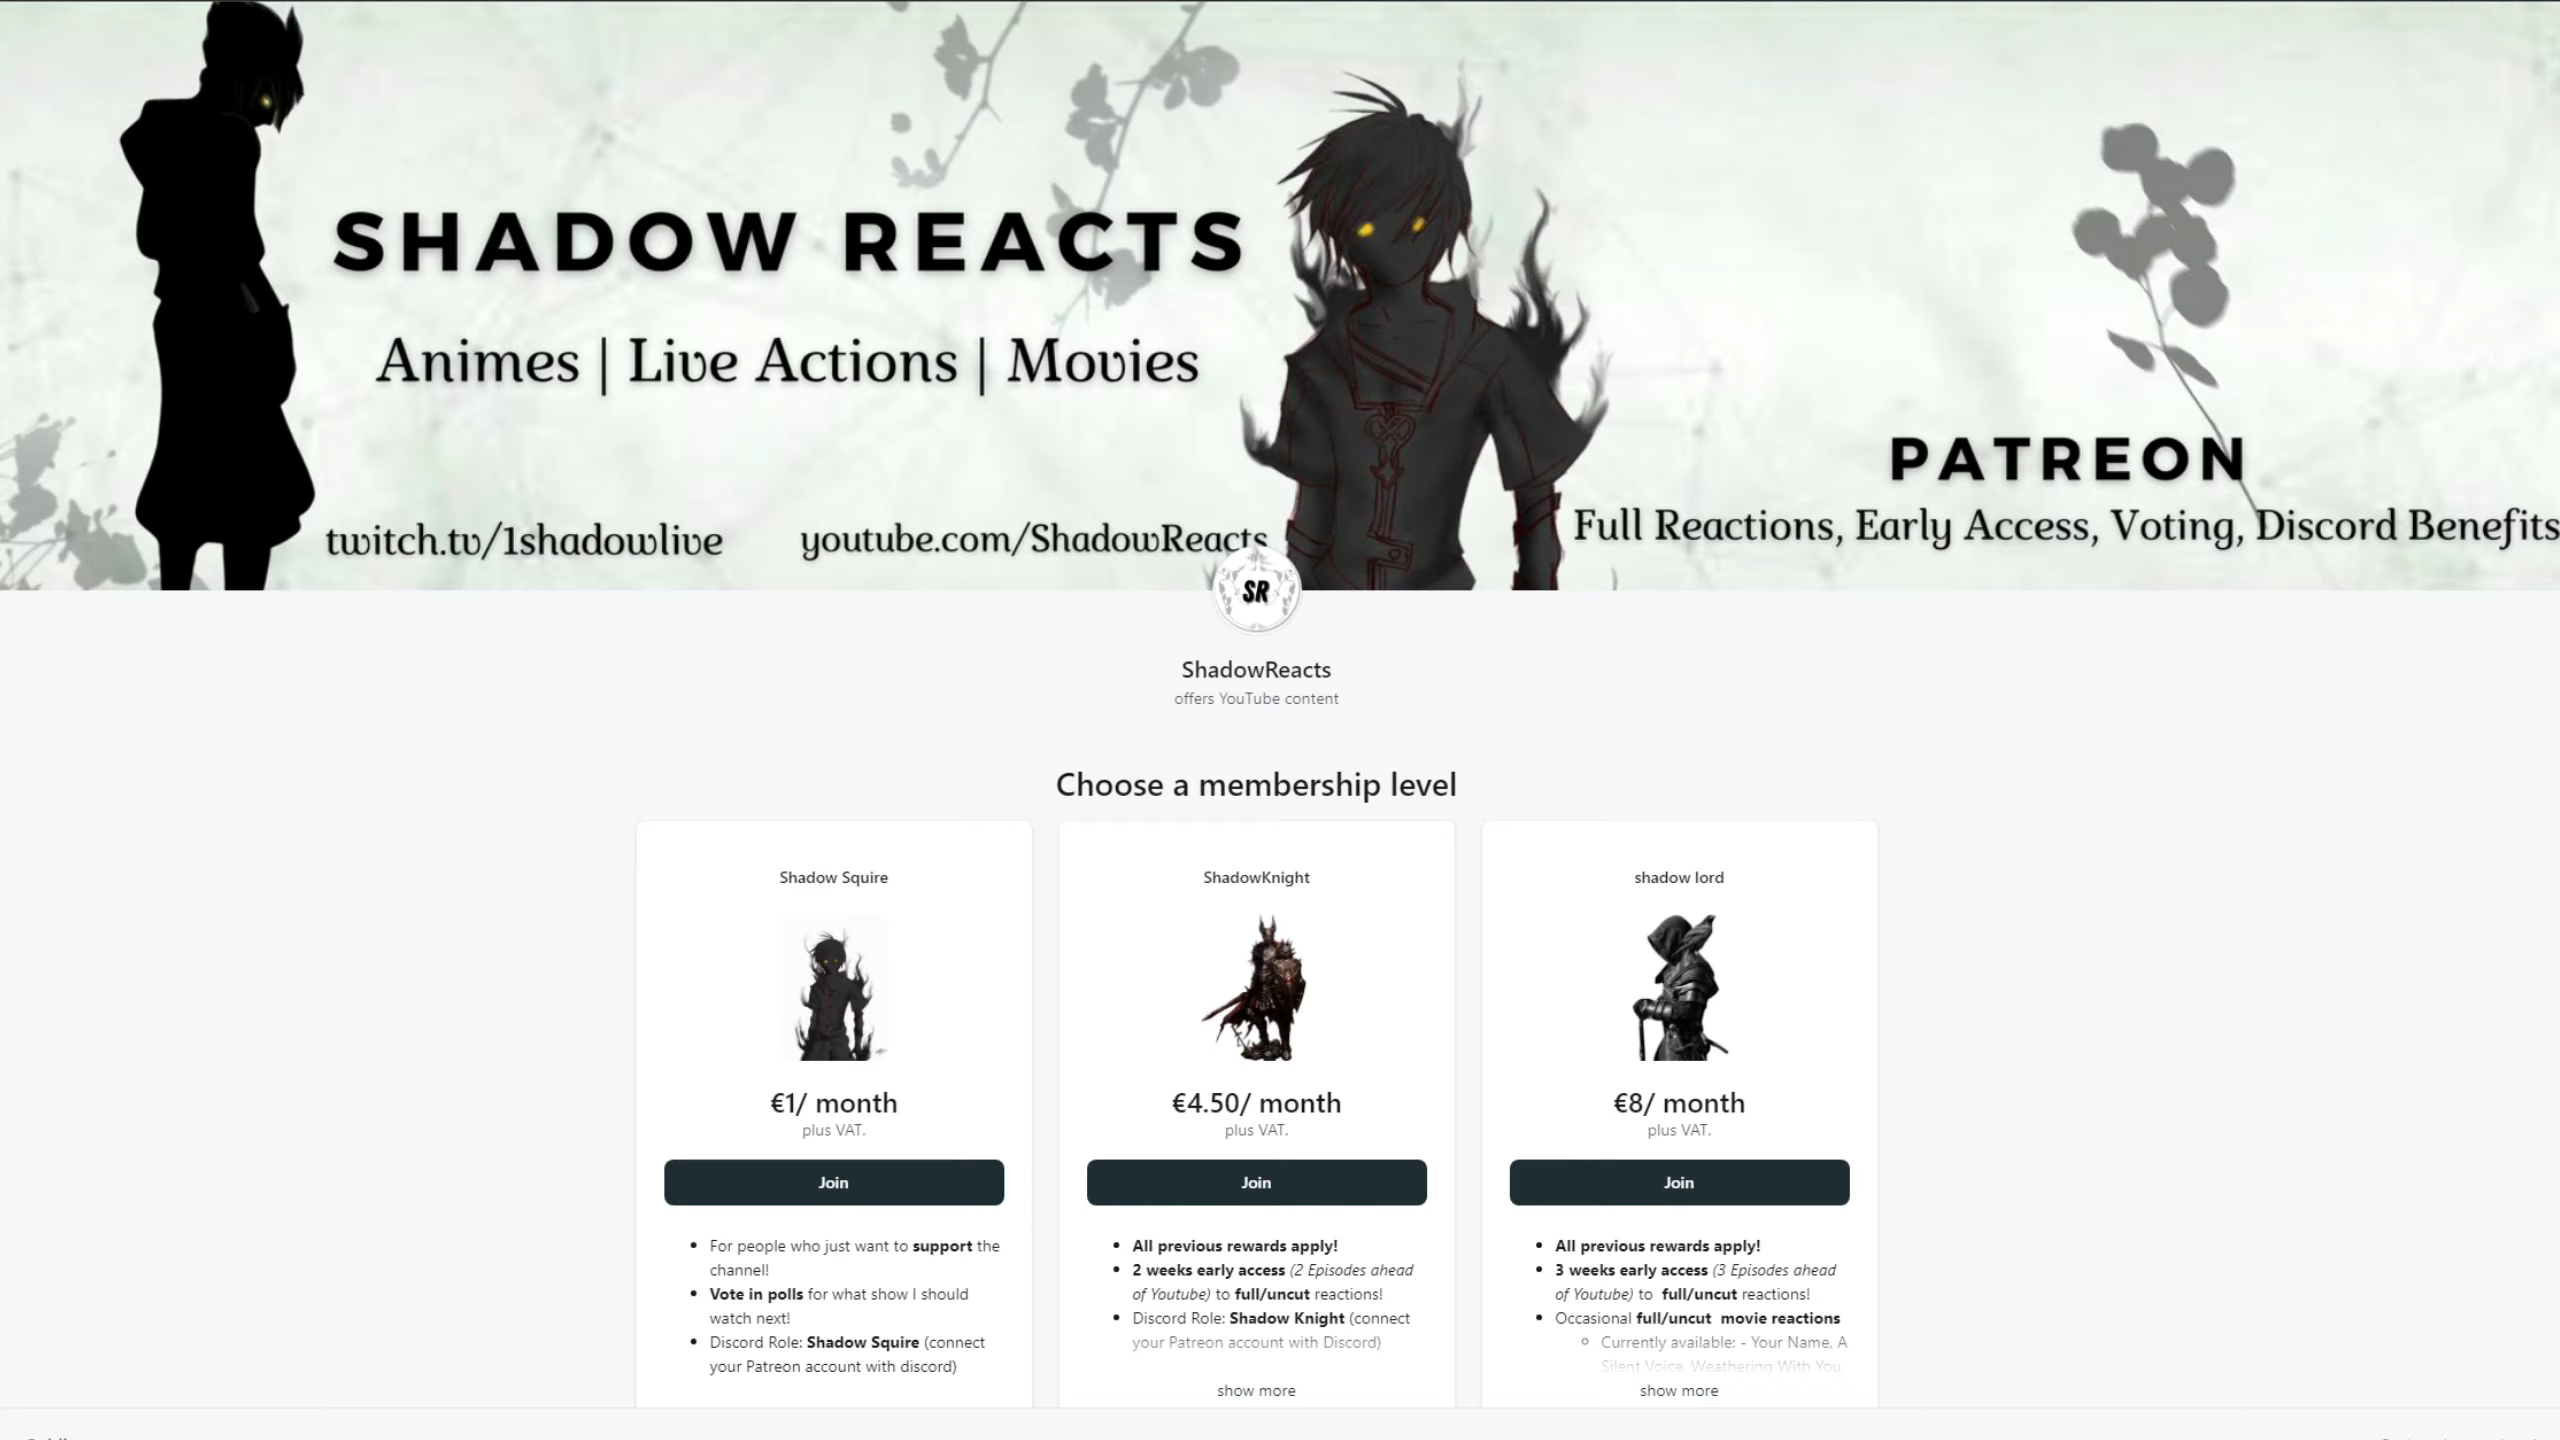 SHADOW REACTS
Animes | Live Actions | Movies
twitch.tv/1shadowlive
youtube.com/ShadowReacts
PATREON
Full Reactions, Early Access, Voting, Discord Benefits
SR
ShadowReacts
offers YouTube content
Choose a membership level
Shadow Squire
€1/ month
plus VAT.
Join
For people who just want to support the
channel!
Vote in polls for what show I should
watch next!
Discord Role: Shadow Squire (connect
your Patreon account with discord)
ShadowKnight
€4.50/ month
plus VAT.
Join
All previous rewards apply!
2 weeks early access (2 Episodes ahead
of Youtube) to full/uncut reactions!
Discord Role: Shadow Knight (connect
your Patreon account with Discord)
show more
shadow lord
€8/ month
plus VAT.
Join
All previous rewards apply!
3 weeks early access (3 Episodes ahead
of Youtube) to full/uncut reactions!
Occasional full/uncut movie reactions
Currently available: - Your Name, A
Silent Voice, Weathering With You
show more